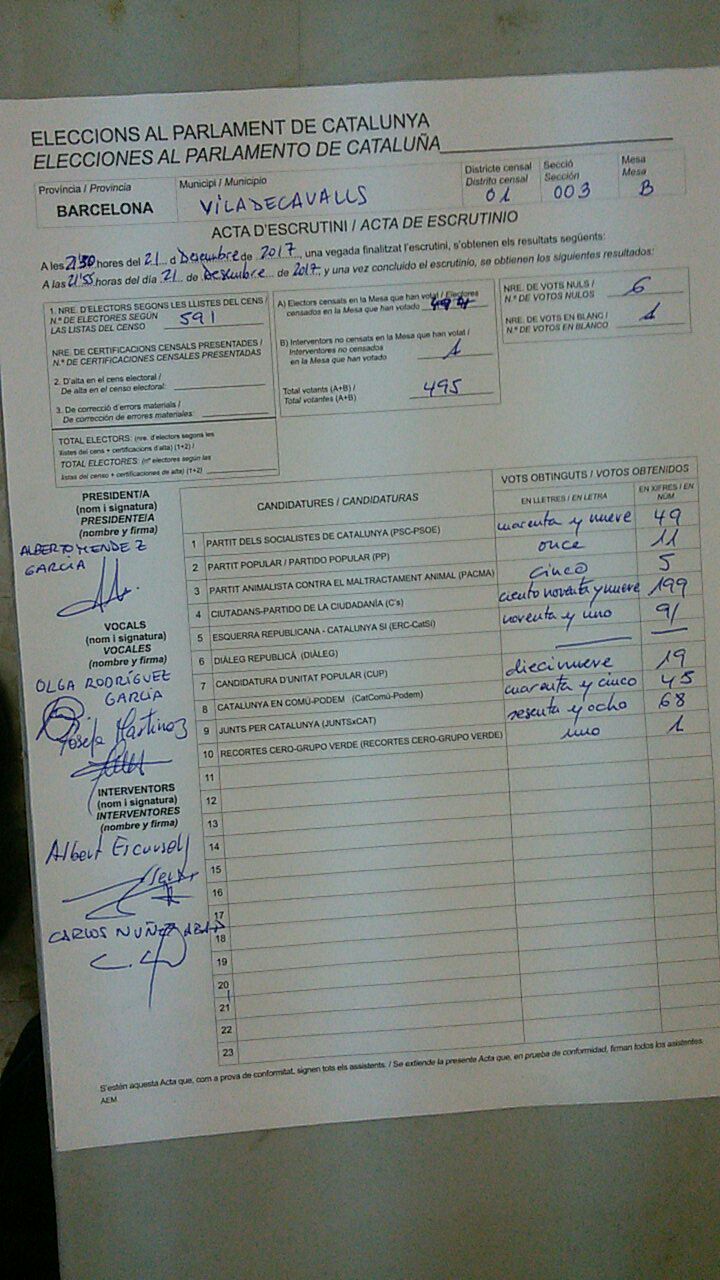 ELECCIONS AL PARLAMENT DE CATALUNYA
ELECCIONES AL PARLAMENTO DE CATALUÑA
Província / Provincia
BARCELONA
Municipi / Municipio
VILADECAVALLS
Districte censal
Distrito censal
01
Secció
Sección
003
Mesa
Mesa
B
ACTA D'ESCRUTINI / ACTA DE ESCRUTINIO
A les 21'30 hores del 21 d Desembre de 2017, una vegada finalitzat l'escrutini, s'obtenen els resultats següents:
A las 21'55 horas del día 21 de Desembre de 2017 y una vez concluido el escrutinio, se obtienen los siguientes resultados:
1. NRE. D'ELECTORS SEGONS LES LLISTES DEL CENS /
N.º DE ELECTORES SEGÚN
LAS LISTAS DEL CENSO
591
NRE. DE CERTIFICACIONS CENSALS PRESENTADES /
N.º DE CERTIFICACIONES CENSALES PRESENTADAS
2. D'alta en el cens electoral /
De alta en el censo electoral:
3. De correcció d'errors materials /
De corrección de errores materiales:
TOTAL ELECTORS: (nre. d'electors segons les
llistes del cens + certificacions d'alta) (1+2) /
TOTAL ELECTORES: (nº electores según las
listas del censo + certificaciones de alta) (1+2)
A) Electors censats en la Mesa que han votat / Electores
censados en la Mesa que han votado
B) Interventors no censats en la Mesa que han votat /
Interventores no censados
en la Mesa que han votado
1
Total votants (A+B) /
Total votantes (A+B)
495
NRE. DE VOTS NULS /
N.º DE VOTOS NULOS
6
NRE. DE VOTS EN BLANC /
N.º DE VOTOS EN BLANCO
1
PRESIDENT/A
(nom i signatura)
PRESIDENTE/A
(nombre y firma)
ALBERTO MENDEZ
GARCIA
VOCALS
(nom i signatura)
VOCALES
(nombre y firma)
OLGA RODRÍGUEZ
GARCIA
Josefa Martinez
INTERVENTORS
(nom i signatura)
INTERVENTORES
(nombre y firma)
Albert Escursell
CARLOS NUÑEZ ABAD
CANDIDATURES / CANDIDATURAS
VOTS OBTINGUTS / VOTOS OBTENIDOS
EN LLETRES / EN LETRA
EN XIFRES / EN NÚM
1 PARTIT DELS SOCIALISTES DE CATALUNYA (PSC-PSOE) cuarenta y nueve 49
2 PARTIT POPULAR / PARTIDO POPULAR (PP) once 11
3 PARTIT ANIMALISTA CONTRA EL MALTRACTAMENT ANIMAL (PACMA) cinco 5
4 CIUTADANS-PARTIDO DE LA CIUDADANÍA (C's) ciento noventa y nueve 199
5 ESQUERRA REPUBLICANA - CATALUNYA SÍ (ERC-CatSí) noventa y uno 91
6 DIÀLEG REPUBLICÀ (DIÀLEG)
7 CANDIDATURA D'UNITAT POPULAR (CUP) diecinueve 19
8 CATALUNYA EN COMÚ-PODEM (CatComú-Podem) cuarenta y cinco 45
9 JUNTS PER CATALUNYA (JUNTSxCAT) sesenta y ocho 68
10 RECORTES CERO-GRUPO VERDE (RECORTES CERO-GRUPO VERDE) uno 1
11
12
13
14
15
16
17
18
19
20
21
22
23
S'estén aquesta Acta que, com a prova de conformitat, signen tots els assistents. / Se extiende la presente Acta que, en prueba de conformidad, firman todos los asistentes.
AEM